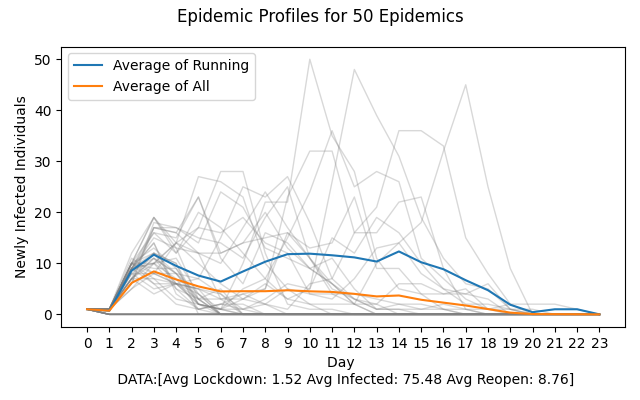 Epidemic Profiles for 50 Epidemics
50
40
30
20
10
0
Newly Infected Individuals
Average of Running
Average of All
0 1 2 3 4 5 6 7 8 9 10 11 12 13 14 15 16 17 18 19 20 21 22 23
Day
DATA:[Avg Lockdown: 1.52 Avg Infected: 75.48 Avg Reopen: 8.76]